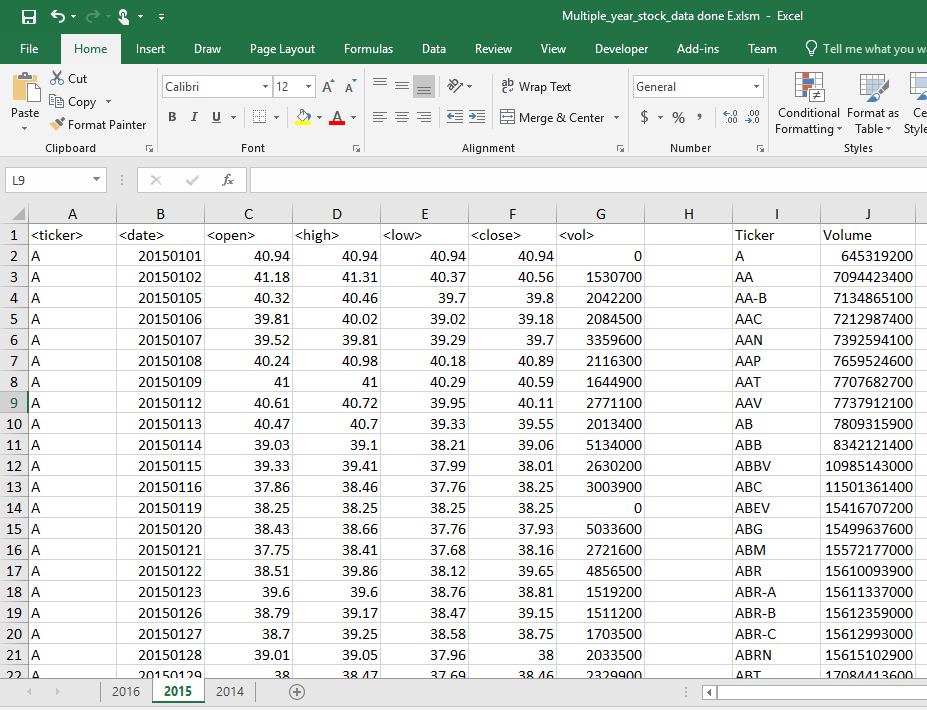 Multiple_year_stock_data done E.xlsm - Excel
File Home Insert Draw Page Layout Formulas Data Review View Developer Add-ins Team Tell me what you
Cut
Copy
Format Painter
Paste
Clipboard
Calibri 12
B I U A
Font
Wrap Text
Merge & Center
Alignment
General
$ % ,
Number
Conditional Formatting
Format as Table
Styles
L9 fx
A B C D E F G H I J
1 <ticker> <date> <open> <high> <low> <close> <vol> Ticker Volume
2 A 20150101 40.94 40.94 40.94 40.94 0 A 645319200
3 A 20150102 41.18 41.31 40.37 40.56 1530700 AA 7094423400
4 A 20150105 40.32 40.46 39.7 39.8 2042200 AA-B 7134865100
5 A 20150106 39.81 40.02 39.02 39.18 2084500 AAC 7212987400
6 A 20150107 39.52 39.81 39.29 39.7 3359600 AAN 7392594100
7 A 20150108 40.24 40.98 40.18 40.89 2116300 AAP 7659524600
8 A 20150109 41 41 40.29 40.59 1644900 AAT 7707682700
9 A 20150112 40.61 40.72 39.95 40.11 2771100 AAV 7737912100
10 A 20150113 40.47 40.7 39.33 39.55 2013400 AB 7809315900
11 A 20150114 39.03 39.1 38.21 39.06 5134000 ABB 8342121400
12 A 20150115 39.33 39.41 37.99 38.01 2630200 ABBV 10985143000
13 A 20150116 37.86 38.46 37.76 38.25 3003900 ABC 11501361400
14 A 20150119 38.25 38.25 38.25 38.25 0 ABEV 15416707200
15 A 20150120 38.43 38.66 37.76 37.93 5033600 ABG 15499637600
16 A 20150121 37.75 38.41 37.68 38.16 2721600 ABM 15572177000
17 A 20150122 38.51 39.86 38.12 39.65 4856500 ABR 15610093900
18 A 20150123 39.6 39.6 38.76 38.81 1519200 ABR-A 15611337000
19 A 20150126 38.79 39.17 38.47 39.15 1511200 ABR-B 15612359000
20 A 20150127 38.7 39.25 38.58 38.75 1703500 ABR-C 15612993000
21 A 20150128 39.01 39.05 37.96 38 2033500 ABRN 15615102900
22 A 20150129 38 38.47 37.69 38.46 2329900 ABT 17084413600
2016 2015 2014